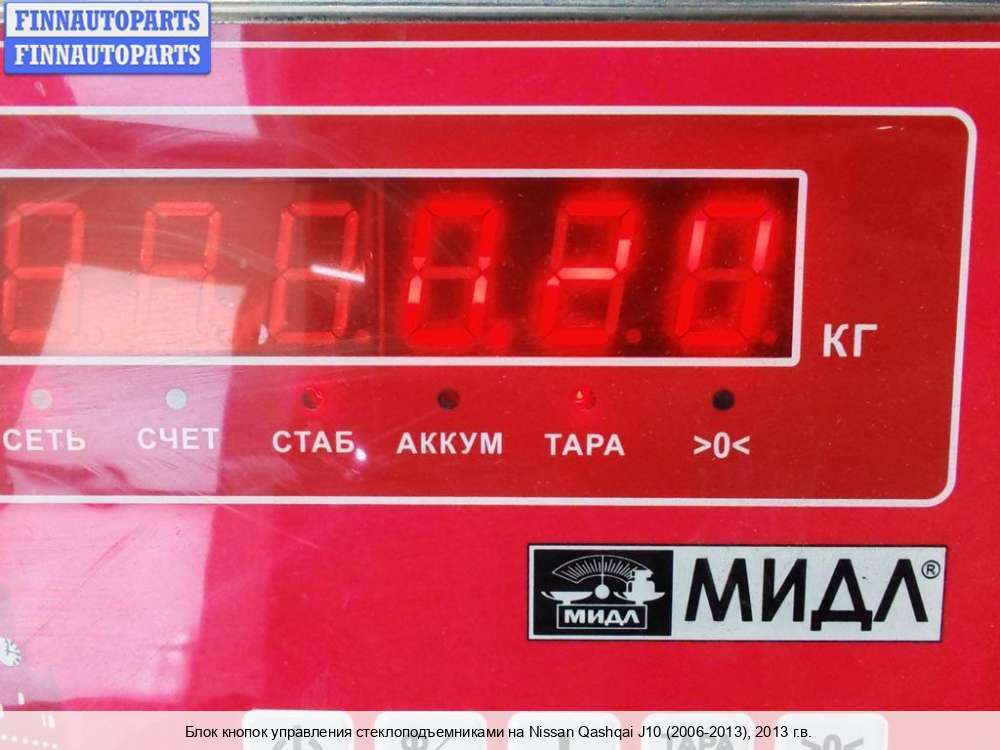 FINNAUTOPARTS
FINNAUTOPARTS
КГ
СЕТЬ СЧЕТ СТАБ АККУМ ТАРА >0<
МИДЛ МИДЛ®
ТАРА >0<
Блок кнопок управления стеклоподъемниками на Nissan Qashqai J10 (2006-2013), 2013 г.в.